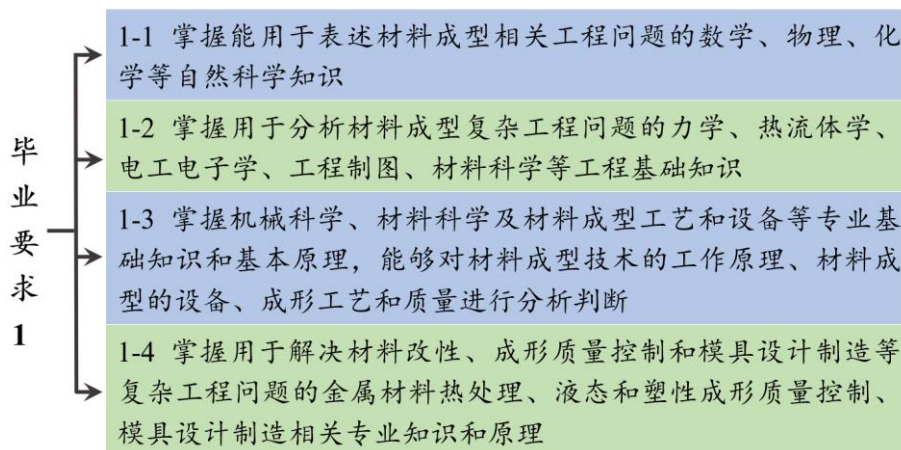 毕业要求1
1-1 掌握能用于表述材料成型相关工程问题的数学、物理、化
学等自然科学知识
1-2 掌握用于分析材料成型复杂工程问题的力学、热流体学、
电工电子学、工程制图、材料科学等工程基础知识
1-3 掌握机械科学、材料科学及材料成型工艺和设备等专业基
础知识和基本原理，能够对材料成型技术的工作原理、材料成
型的设备、成形工艺和质量进行分析判断
1-4 掌握用于解决材料改性、成形质量控制和模具设计制造等
复杂工程问题的金属材料热处理、液态和塑性成形质量控制、
模具设计制造相关专业知识和原理